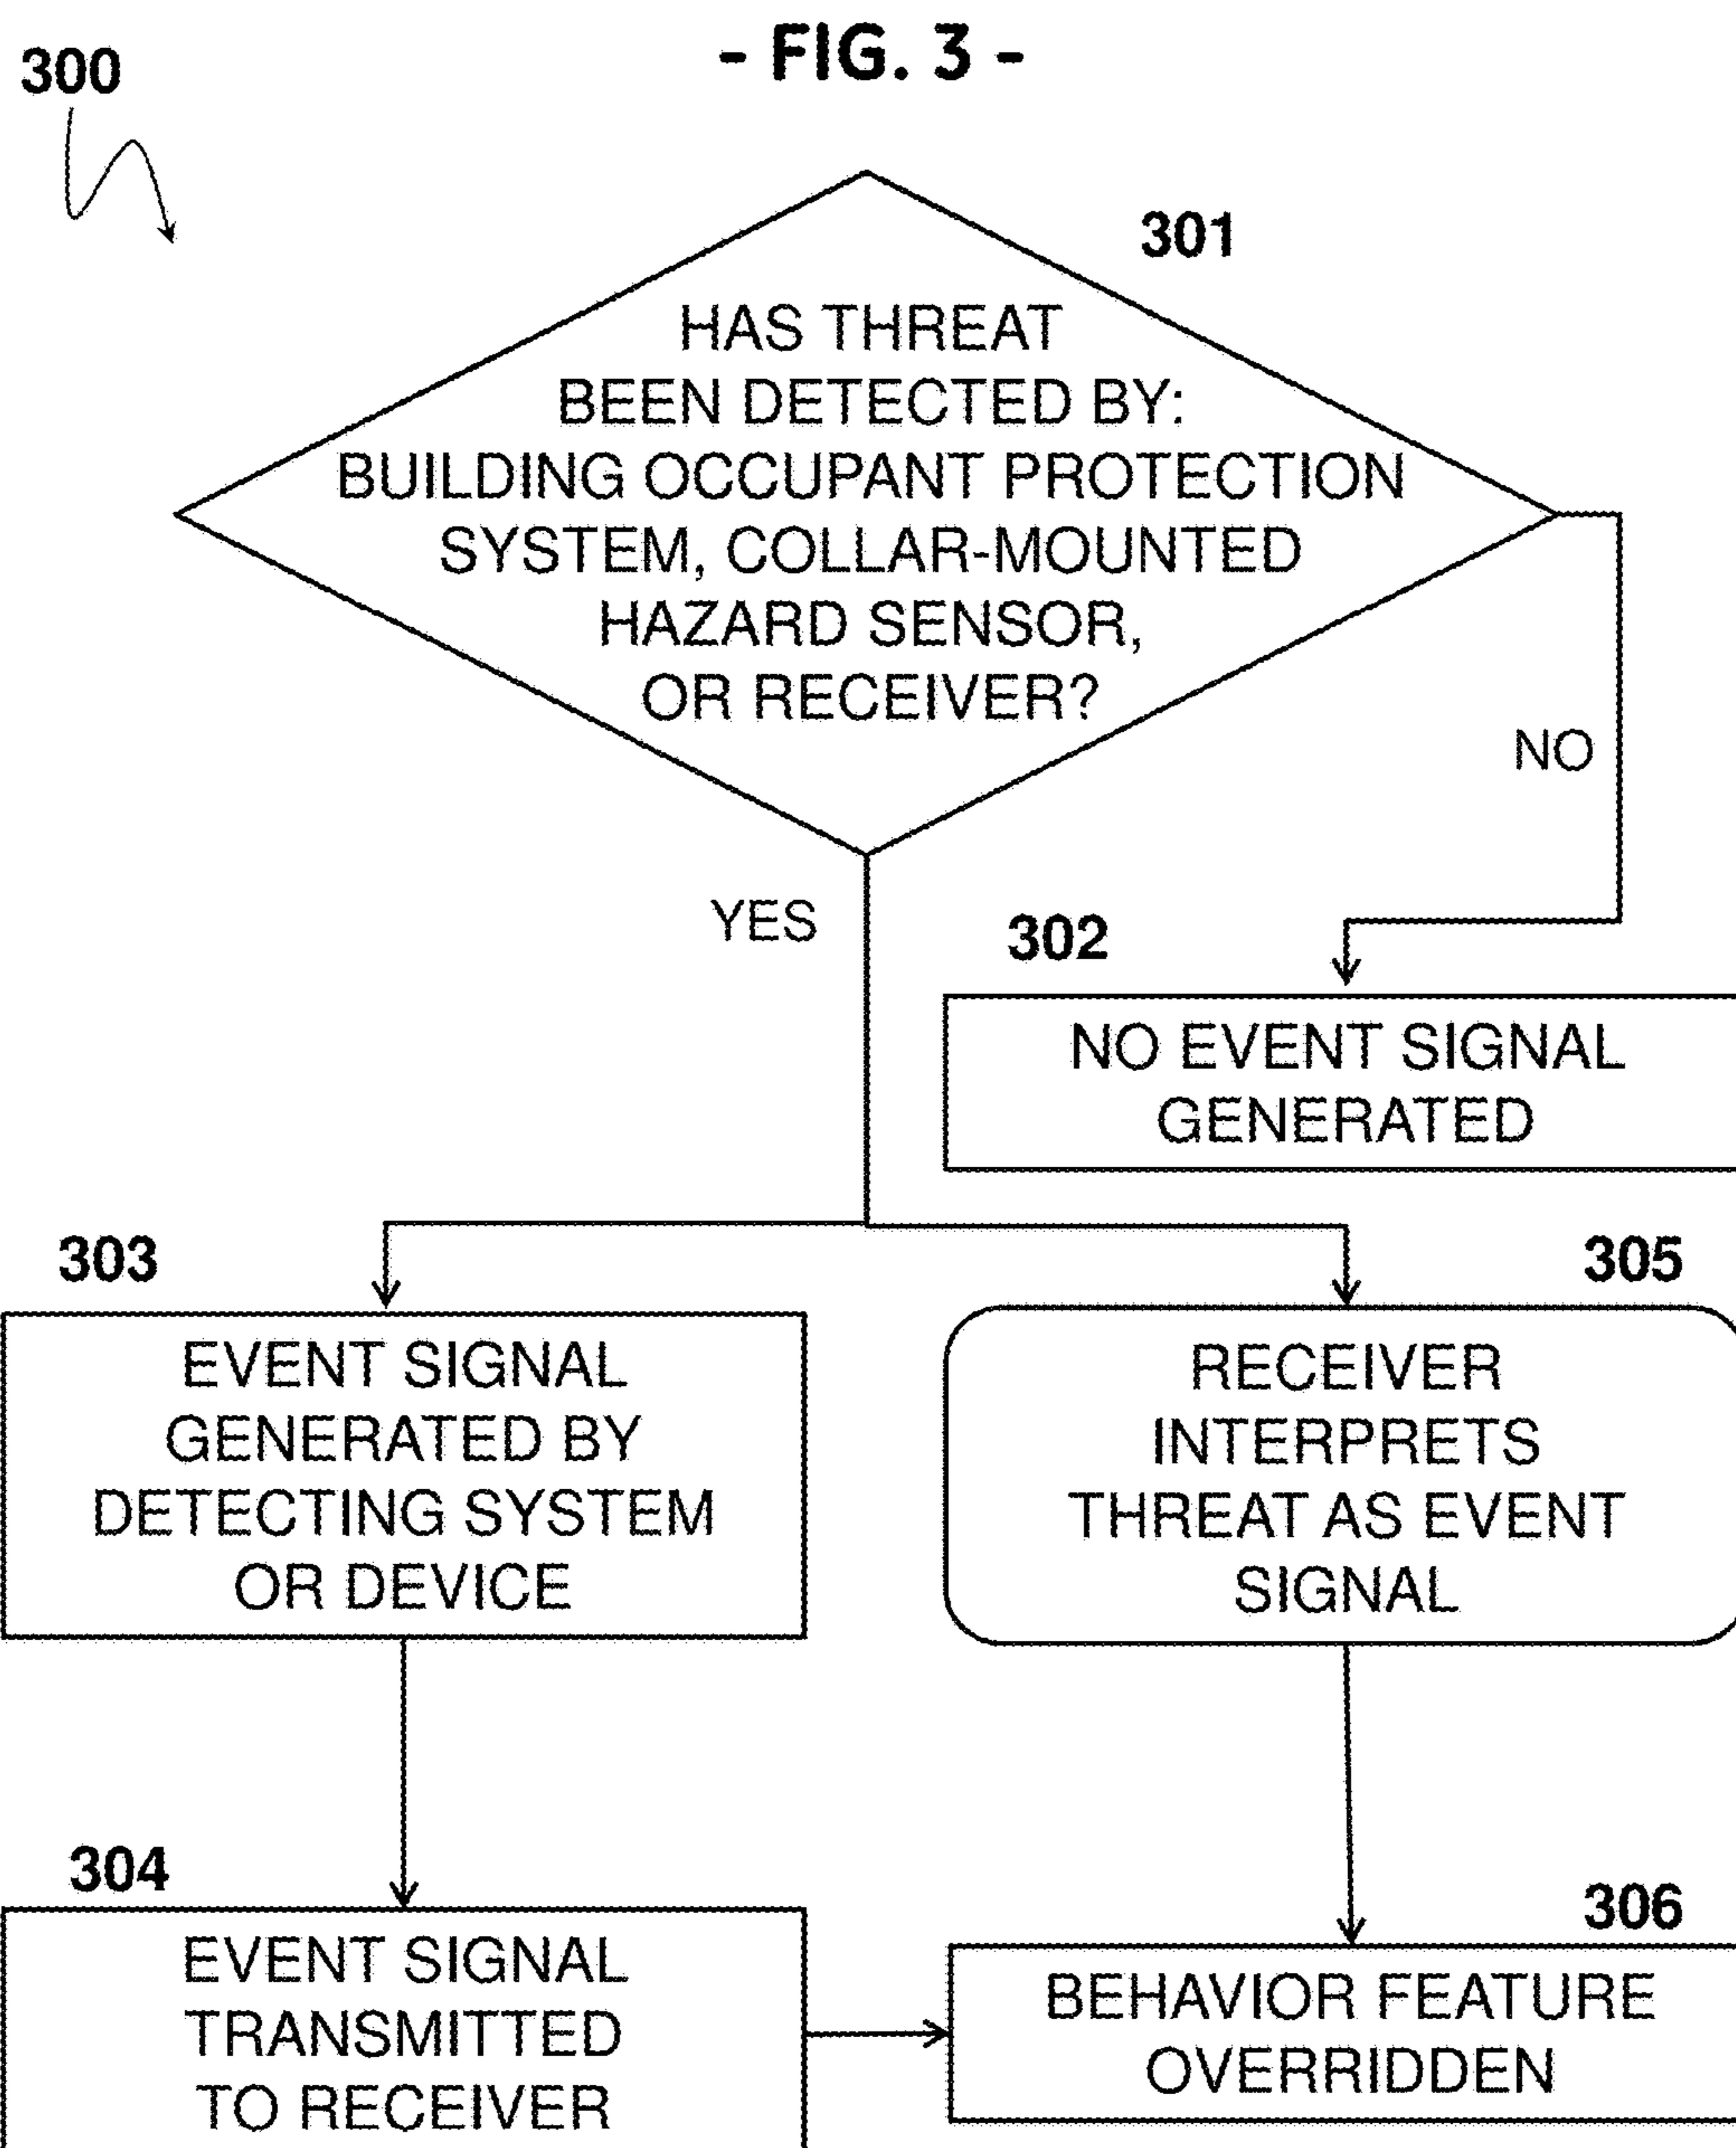 - FIG. 3 -
300
301
HAS THREAT
BEEN DETECTED BY:
BUILDING OCCUPANT PROTECTION
SYSTEM, COLLAR-MOUNTED
HAZARD SENSOR,
OR RECEIVER?
NO
YES
302
NO EVENT SIGNAL
GENERATED
303
EVENT SIGNAL
GENERATED BY
DETECTING SYSTEM
OR DEVICE
305
RECEIVER
INTERPRETS
THREAT AS EVENT
SIGNAL
304
EVENT SIGNAL
TRANSMITTED
TO RECEIVER
306
BEHAVIOR FEATURE
OVERRIDDEN